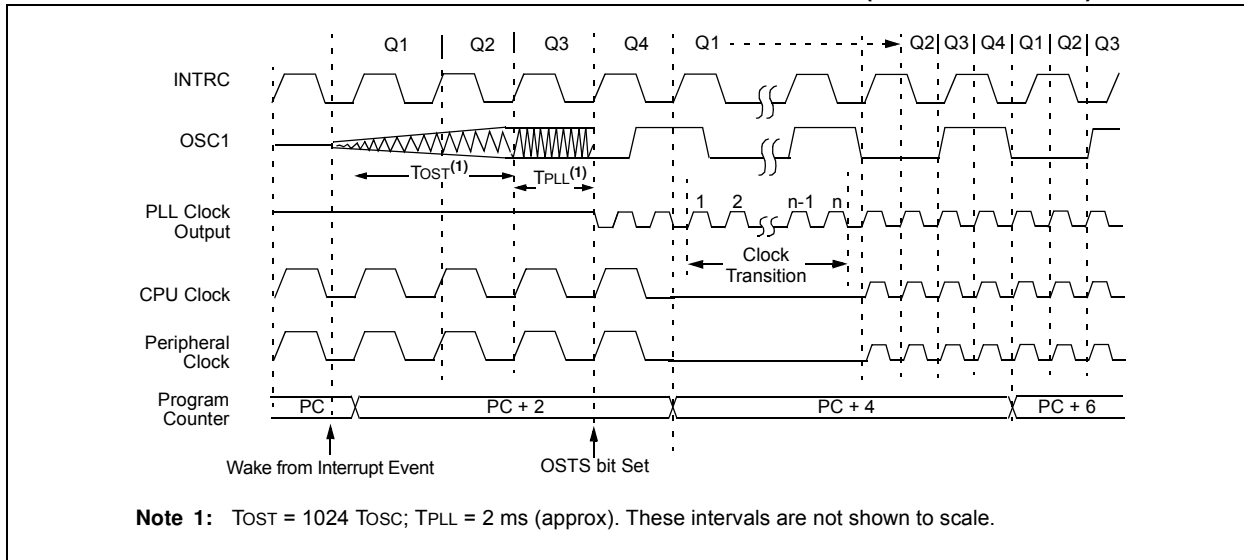 Q1 Q2 Q3 Q4 Q1 Q2 Q3 Q4 Q1 Q2 Q3
INTRC
OSC1
TOST(1) TPLL(1)
PLL Clock
Output
1 2 n-1 n
Clock
Transition
CPU Clock
Peripheral
Clock
Program
Counter
PC PC + 2 PC + 4 PC + 6
Wake from Interrupt Event OSTS bit Set
Note 1: TOST = 1024 TOSC; TPLL = 2 ms (approx). These intervals are not shown to scale.